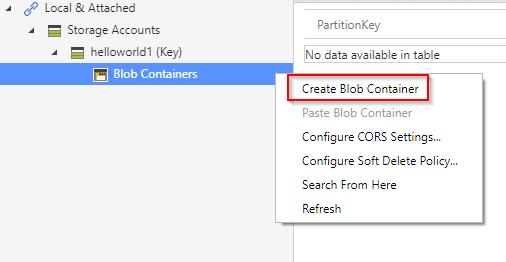 Local & Attached
Storage Accounts
helloworld1 (Key)
Blob Containers
PartitionKey
No data available in table
Create Blob Container
Paste Blob Container
Configure CORS Settings...
Configure Soft Delete Policy...
Search From Here
Refresh